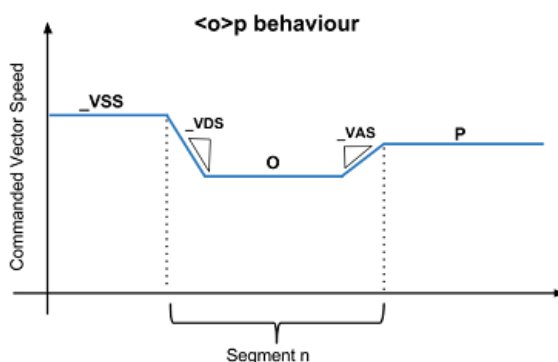 <o>p behaviour
Commanded Vector Speed
_VSS
_VDS
O
_VAS
P
Segment n